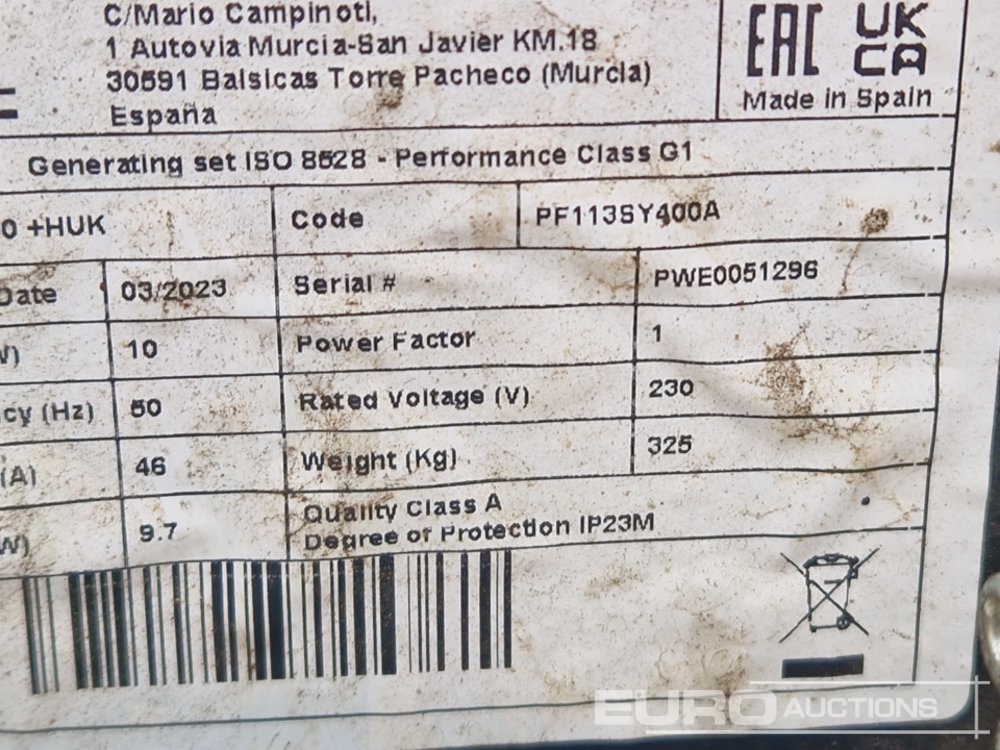 C/Mario Campinoti,
1 Autovia Murcia-San Javier KM.18
30591 Balsicas Torre Pacheco (Murcia)
España
EAC UK CA
Made in Spain
Generating set ISO 8528 - Performance Class G1
0 +HUK Code PF113SY400A
Date 03/2023 Serial # PWE0051296
W) 10 Power Factor 1
cy (Hz) 50 Rated Voltage (V) 230
(A) 46 Weight (Kg) 325
W) 9.7 Quality Class A
Degree of Protection IP23M
EURO AUCTIONS